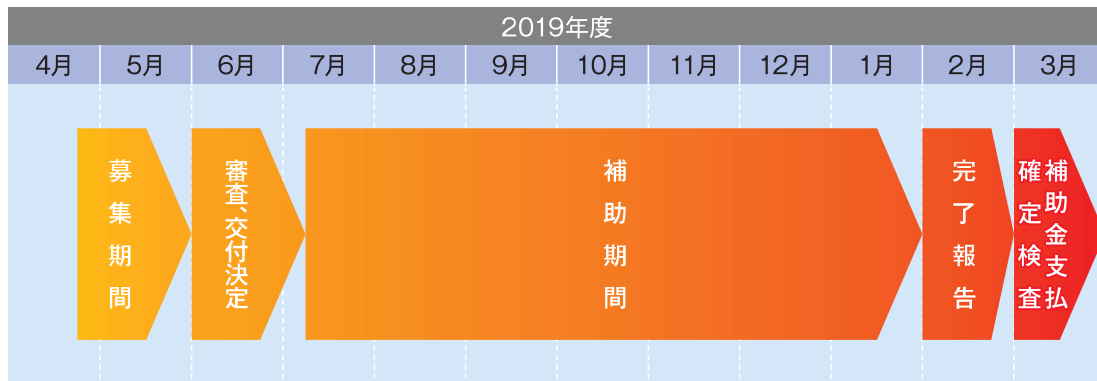 2019年度
4月 5月 6月 7月 8月 9月 10月 11月 12月 1月 2月 3月
募集期間
審査、交付決定
補助期間
完了報告
補助金支払
確定検査